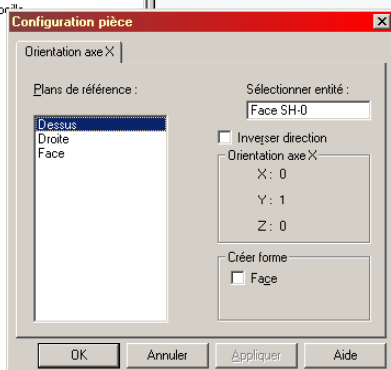 Configuration pièce
Orientation axe X
Plans de référence :
Dessus
Droite
Face
Sélectionner entité :
Face SH-0
Inverser direction
Orientation axe X
X: 0
Y: 1
Z: 0
Créer forme
Face
OK
Annuler
Appliquer
Aide